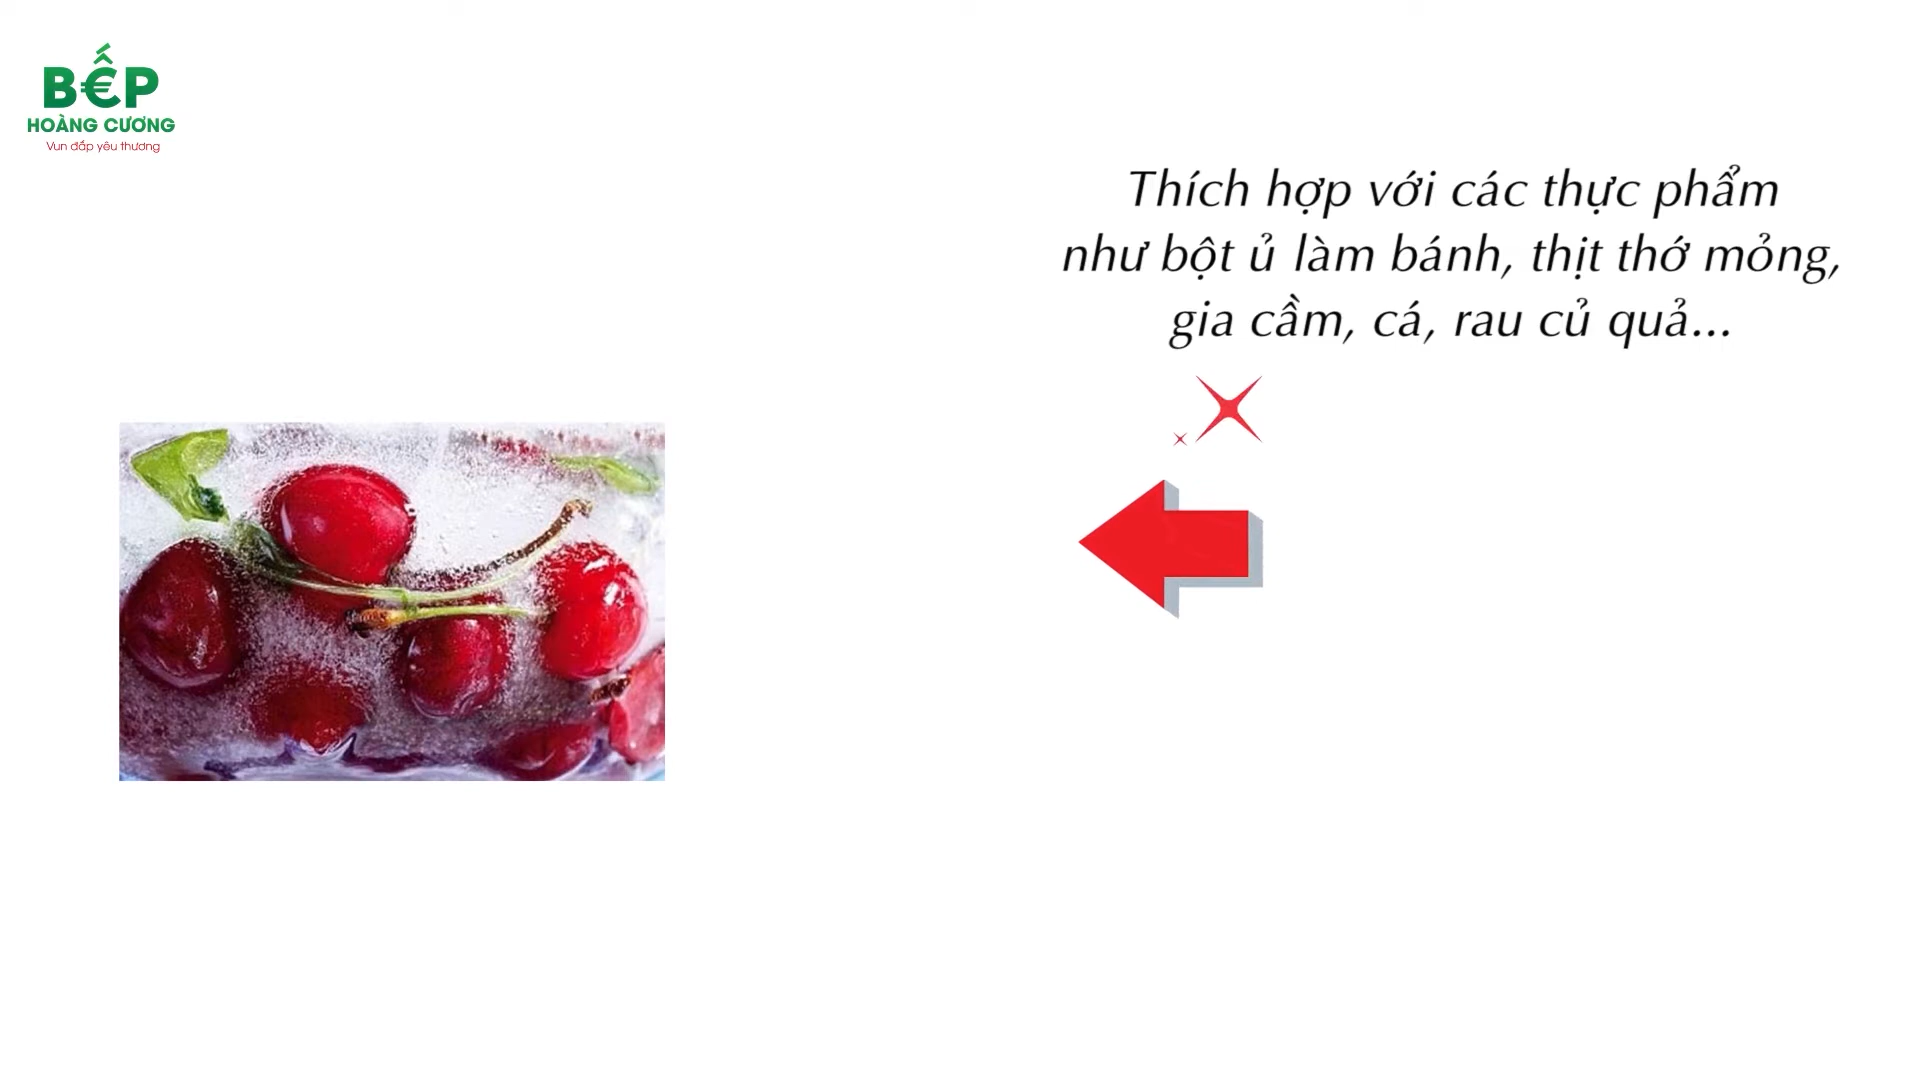 BẾP
HOÀNG CƯƠNG
Vun đắp yêu thương
Thích hợp với các thực phẩm
như bột ủ làm bánh, thịt thớ mỏng,
gia cầm, cá, rau củ quả...